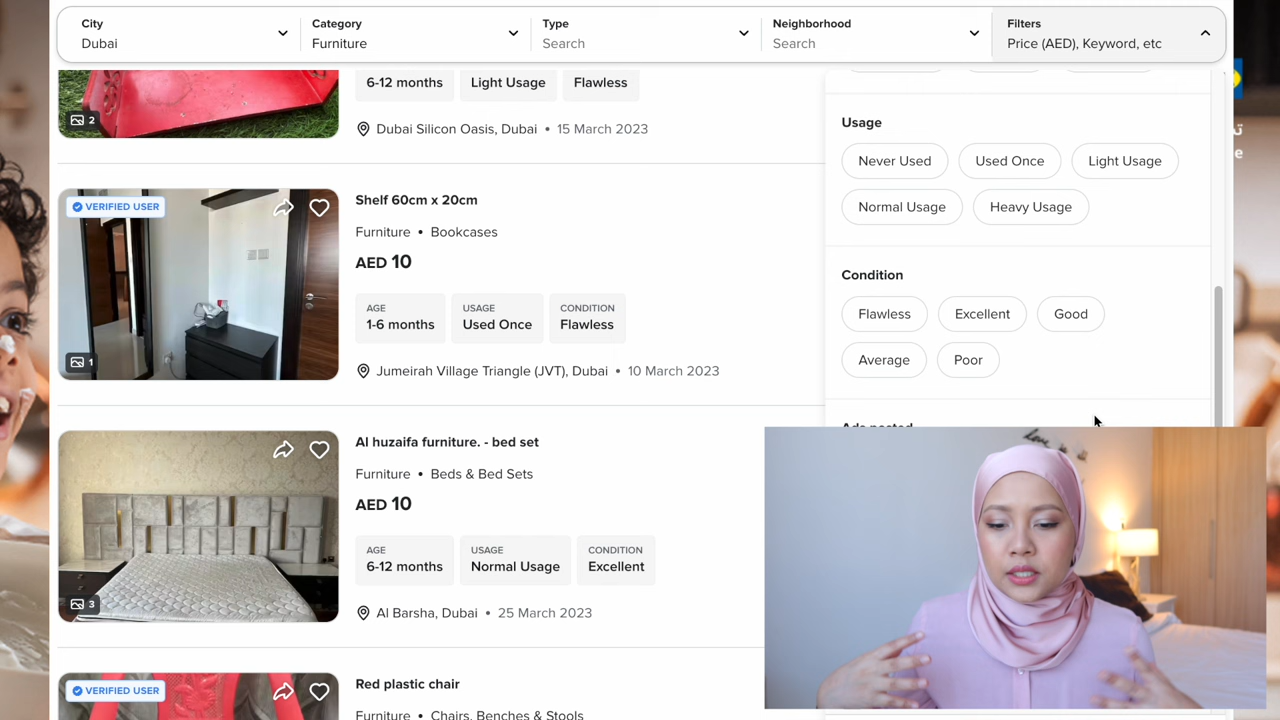 City
Dubai
Category
Furniture
Type
Search
Neighborhood
Search
Filters
Price (AED), Keyword, etc
2
6-12 months
Light Usage
Flawless
Dubai Silicon Oasis, Dubai • 15 March 2023
VERIFIED USER
1
Shelf 60cm x 20cm
Furniture • Bookcases
AED 10
AGE
1-6 months
USAGE
Used Once
CONDITION
Flawless
Jumeirah Village Triangle (JVT), Dubai • 10 March 2023
3
Al huzaifa furniture. - bed set
Furniture • Beds & Bed Sets
AED 10
AGE
6-12 months
USAGE
Normal Usage
CONDITION
Excellent
Al Barsha, Dubai • 25 March 2023
VERIFIED USER
Red plastic chair
Furniture • Chairs, Benches & Stools
Usage
Never Used
Used Once
Light Usage
Normal Usage
Heavy Usage
Condition
Flawless
Excellent
Good
Average
Poor
Ads posted